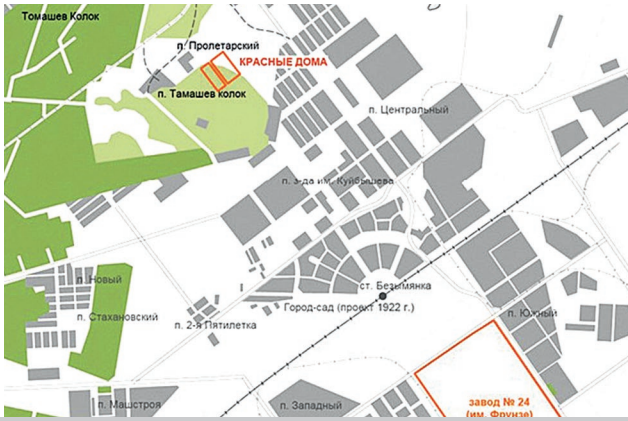 Томашев Колок
п. Пролетарский
КРАСНЫЕ ДОМА
п. Тамашев колок
п. Центральный
п. з-да им. Куйбышева
п. Новый
ст. Безымянка
Город-сад (проект 1922 г.)
п. Стахановский
п. 2-я Пятилетка
п. Южный
п. Машстроя
п. Западный
завод № 24
(им. Фрунзе)